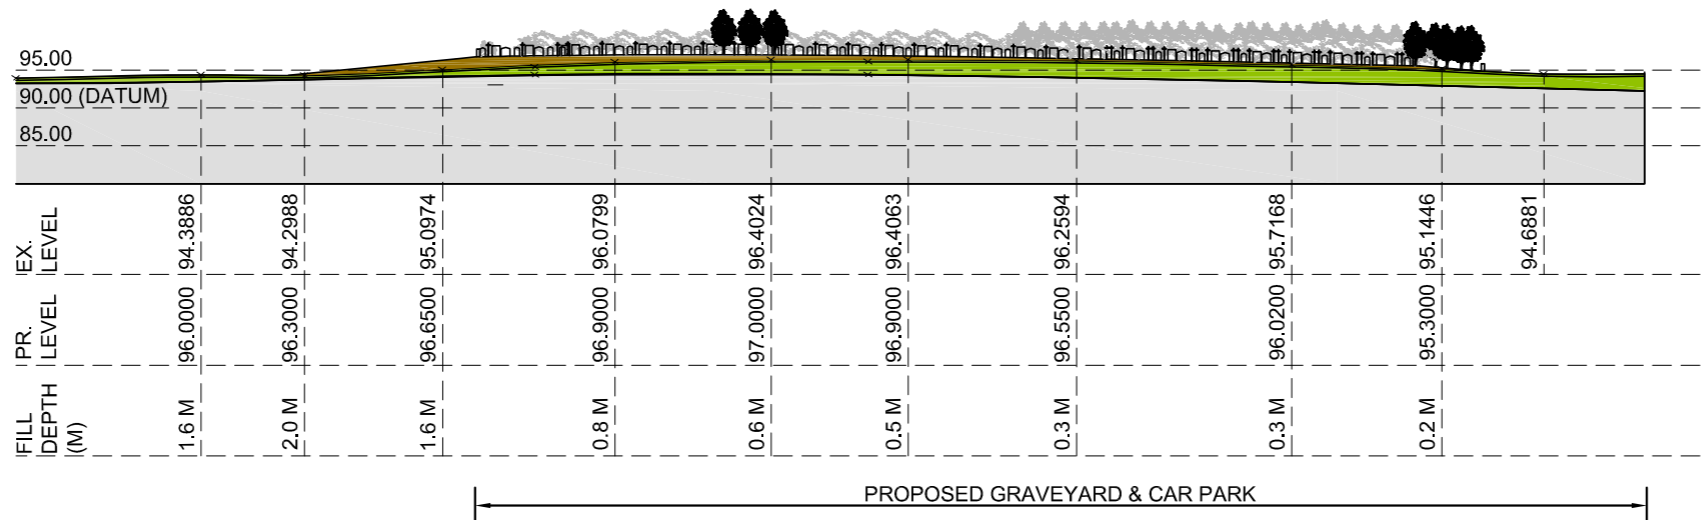 95.00
90.00 (DATUM)
85.00
EX.
LEVEL
94.3886
94.2988
95.0974
96.0799
96.4024
96.4063
96.2594
95.7168
95.1446
94.6881
PR.
LEVEL
96.0000
96.3000
96.6500
96.9000
97.0000
96.9000
96.5500
96.0200
95.3000
FILL
DEPTH
(M)
1.6 M
2.0 M
1.6 M
0.8 M
0.6 M
0.5 M
0.3 M
0.3 M
0.2 M
PROPOSED GRAVEYARD & CAR PARK